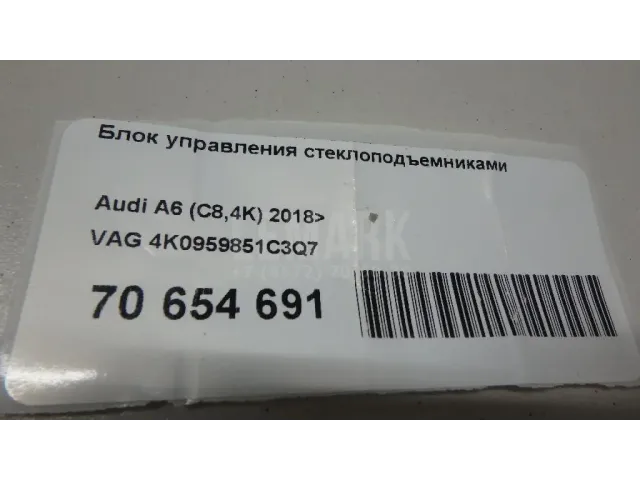 Блок управления стеклоподъемниками
Audi A6 (C8,4K) 2018>
VAG 4K0959851C3Q7
70 654 691